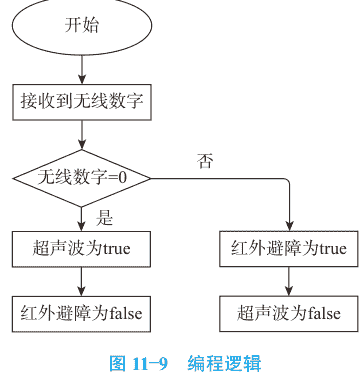 开始
接收到无线数字
无线数字=0
否
是
超声波为true
红外避障为true
红外避障为false
超声波为false
图 11-9 编程逻辑